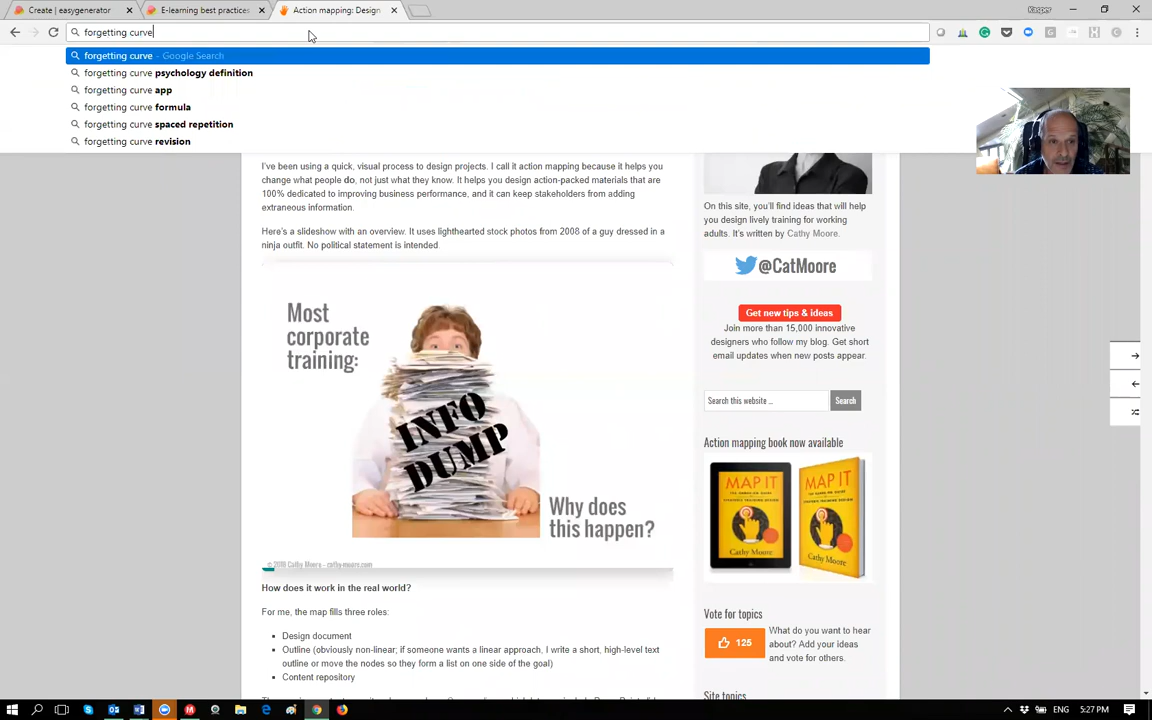 Create | easygenerator
E-learning best practices
Action mapping: Design
Kasper
forgetting curve
forgetting curve - Google Search
forgetting curve psychology definition
forgetting curve app
forgetting curve formula
forgetting curve spaced repetition
forgetting curve revision
I've been using a quick, visual process to design projects. I call it action mapping because it helps you
change what people do, not just what they know. It helps you design action-packed materials that are
100% dedicated to improving business performance, and it can keep stakeholders from adding
extraneous information.
Here's a slideshow with an overview. It uses lighthearted stock photos from 2008 of a guy dressed in a
ninja outfit. No political statement is intended
Most
corporate
training:
INFO
DUMP
Why does
this happen?
© 2016 Cathy Moore - cathy-moore.com
How does it work in the real world?
For me, the map fills three roles:
Design document
Outline (obviously non-linear; if someone wants a linear approach, I write a short, high-level text
outline or move the nodes so they form a list on one side of the goal)
Content repository
On this site, you'll find ideas that will help
you design lively training for working
adults. It's written by Cathy Moore.
@CatMoore
Get new tips & ideas
Join more than 15,000 innovative
designers who follow my blog. Get short
email updates when new posts appear.
Search this website ...
Search
Action mapping book now available
MAP IT
Cathy Moore
MAP IT
Cathy Moore
Vote for topics
125
What do you want to hear
about? Add your ideas
and vote for others.
Site topics
ENG
5:27 PM